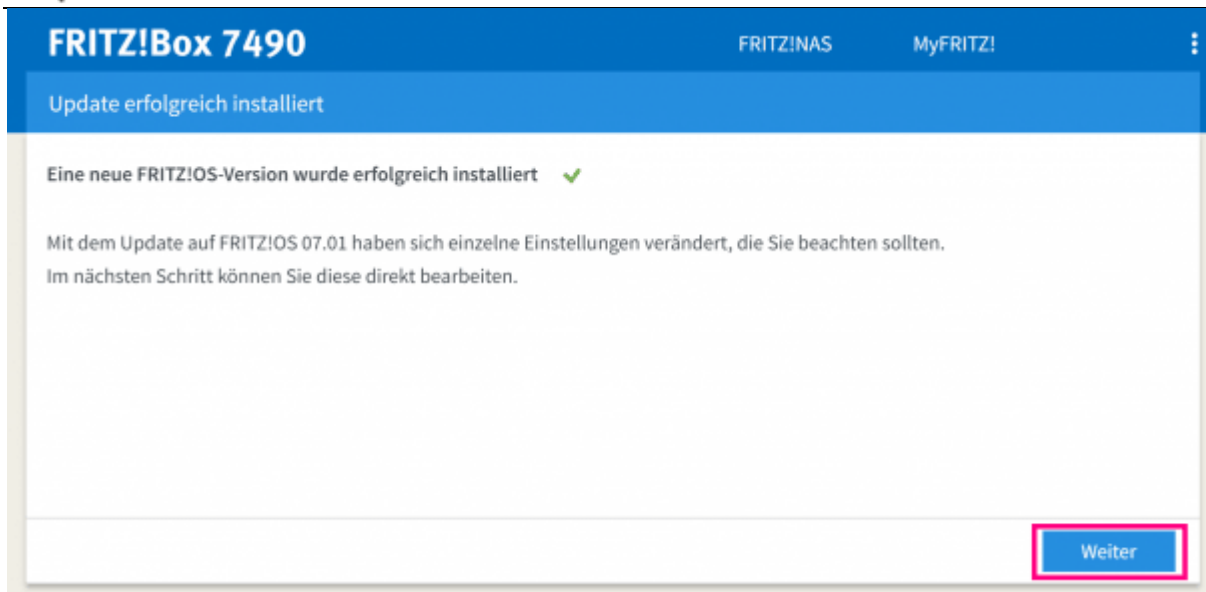 FRITZ!Box 7490
FRITZ!NAS
MyFRITZ!
Update erfolgreich installiert
Eine neue FRITZ!OS-Version wurde erfolgreich installiert
Mit dem Update auf FRITZ!OS 07.01 haben sich einzelne Einstellungen verändert, die Sie beachten sollten.
Im nächsten Schritt können Sie diese direkt bearbeiten.
Weiter